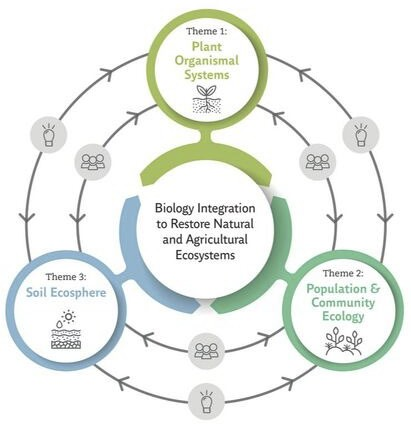 Theme 1:
Plant
Organismal
Systems
Biology Integration
to Restore Natural
and Agricultural
Ecosystems
Theme 3:
Soil Ecosphere
Theme 2:
Population &
Community
Ecology